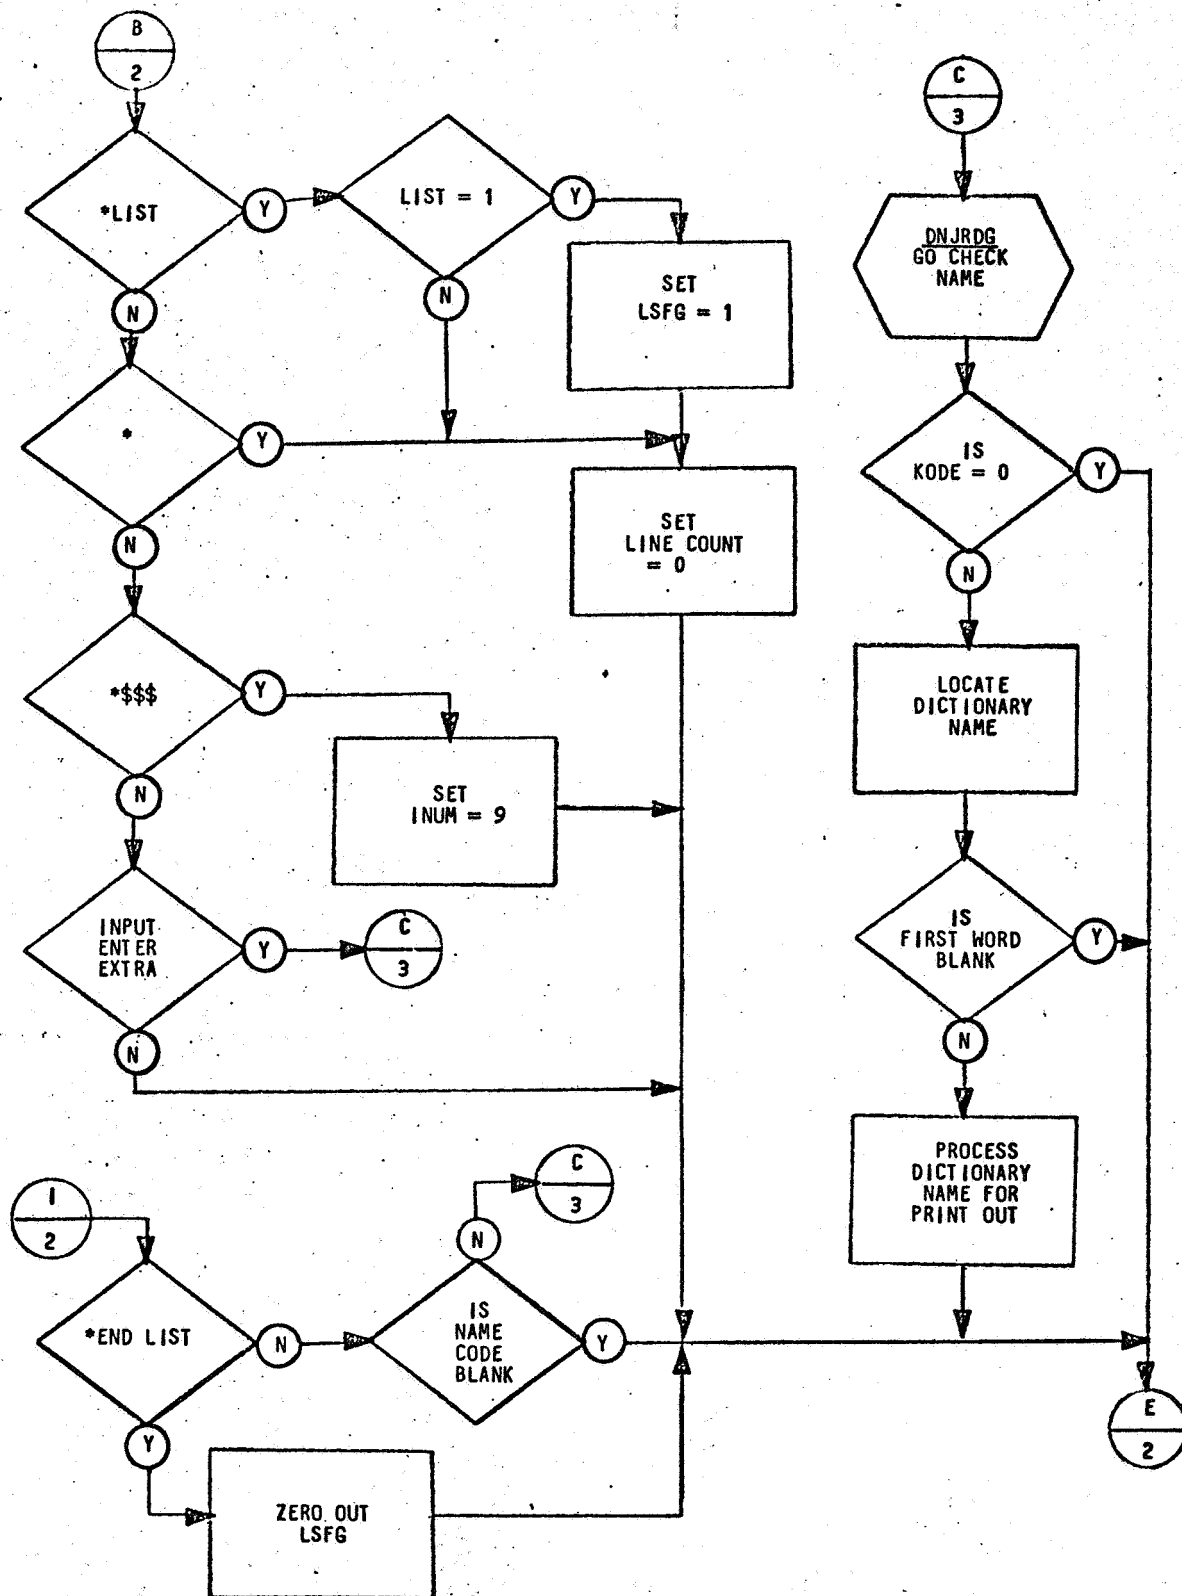 B
2
*LIST
Y
LIST = 1
Y
N
N
SET
LSFG = 1
*
Y
N
SET
LINE COUNT
= 0
*$$$
Y
N
SET
INUM = 9
INPUT
ENTER
EXTRA
Y
C
3
N
1
2
*END LIST
N
Y
IS
NAME
CODE
BLANK
N
C
3
Y
ZERO OUT
LSFG
C
3
DNJRDG
GO CHECK
NAME
IS
KODE = 0
Y
N
LOCATE
DICTIONARY
NAME
IS
FIRST WORD
BLANK
Y
N
PROCESS
DICTIONARY
NAME FOR
PRINT OUT
E
2